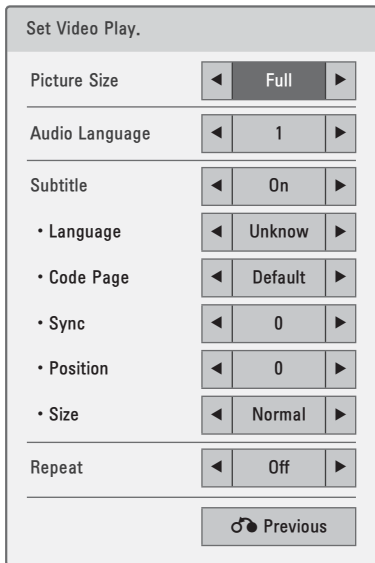 Set Video Play.
Picture Size ◀ Full ▶
Audio Language ◀ 1 ▶
Subtitle ◀ On ▶
• Language ◀ Unknow ▶
• Code Page ◀ Default ▶
• Sync ◀ 0 ▶
• Position ◀ 0 ▶
• Size ◀ Normal ▶
Repeat ◀ Off ▶
Previous